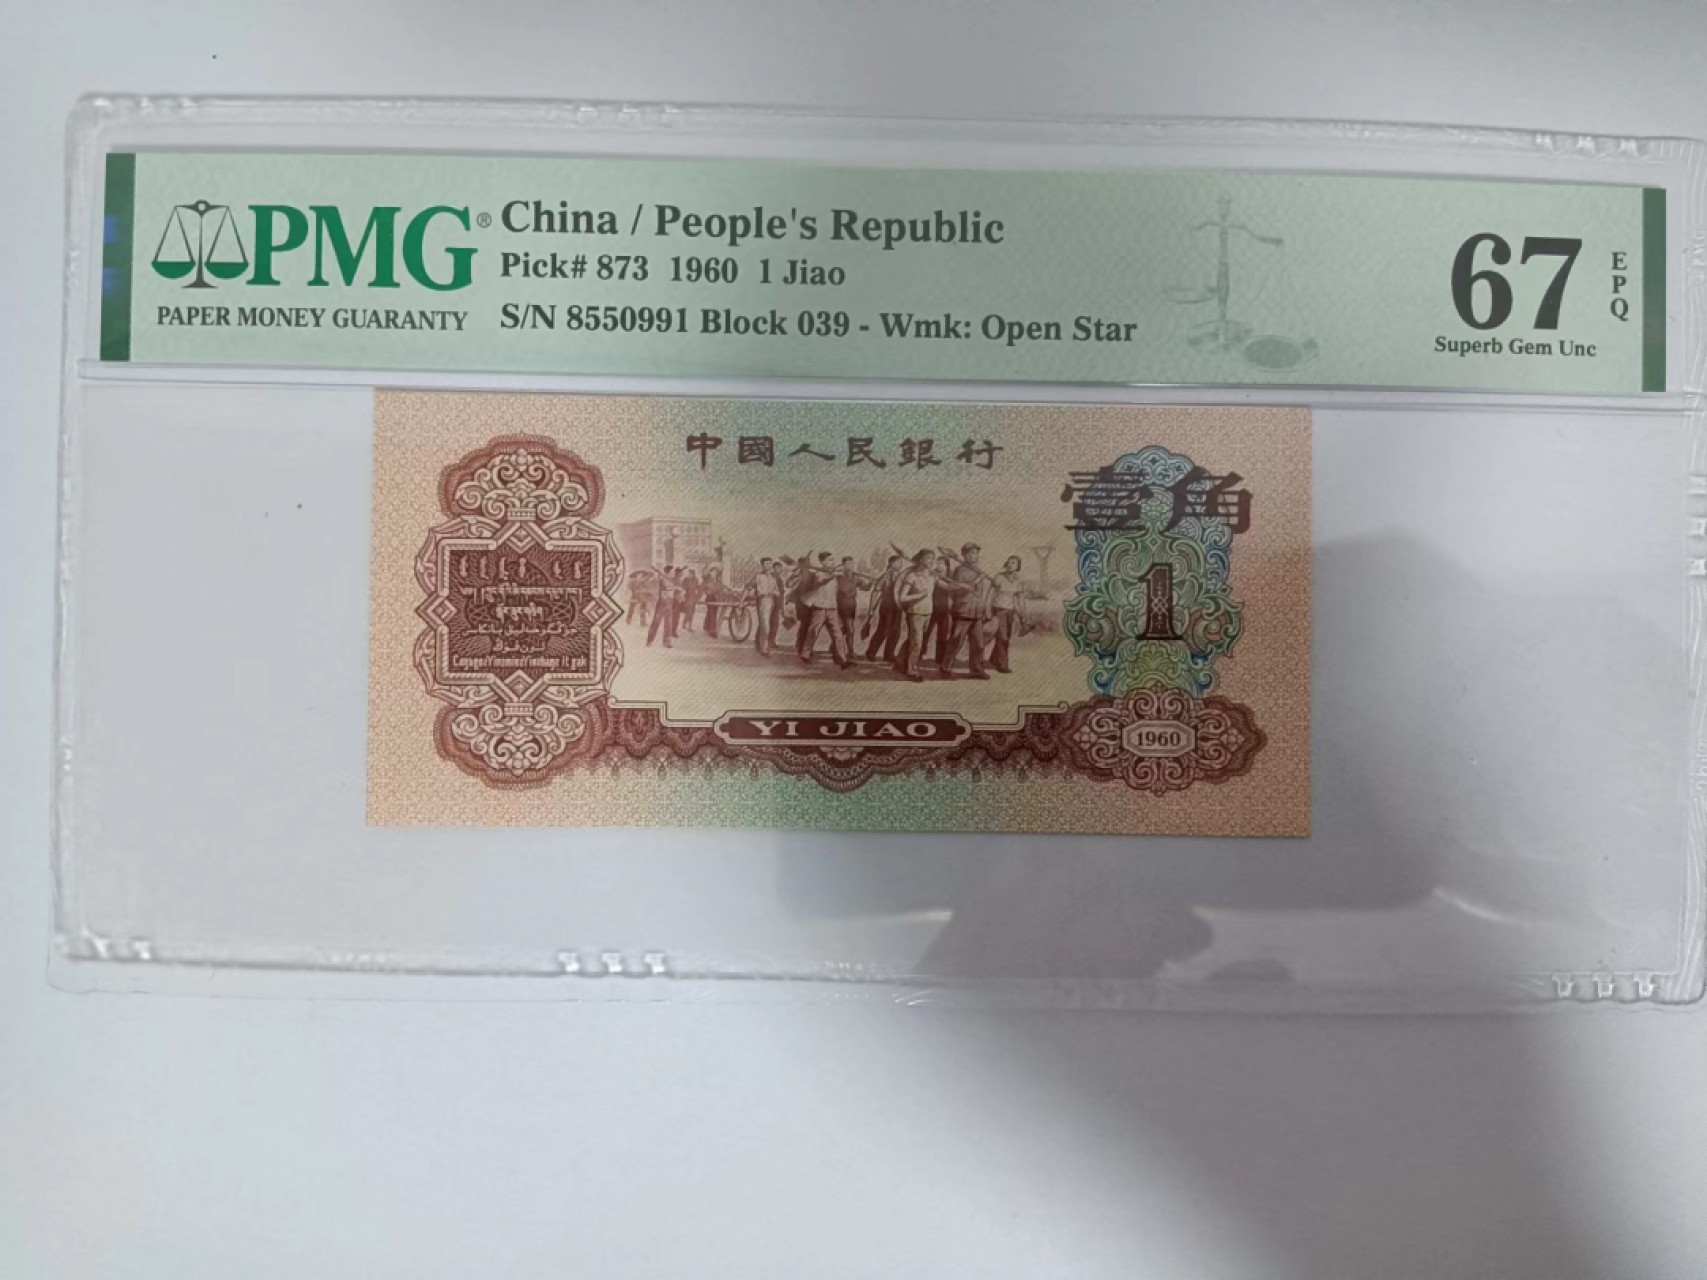 PMG®
PAPER MONEY GUARANTY
China / People's Republic
Pick# 873 1960 1 Jiao
S/N 8550991 Block 039 - Wmk: Open Star
67
EPQ
Superb Gem Unc
中國人民銀行
壹角
1
YI JIAO
1960